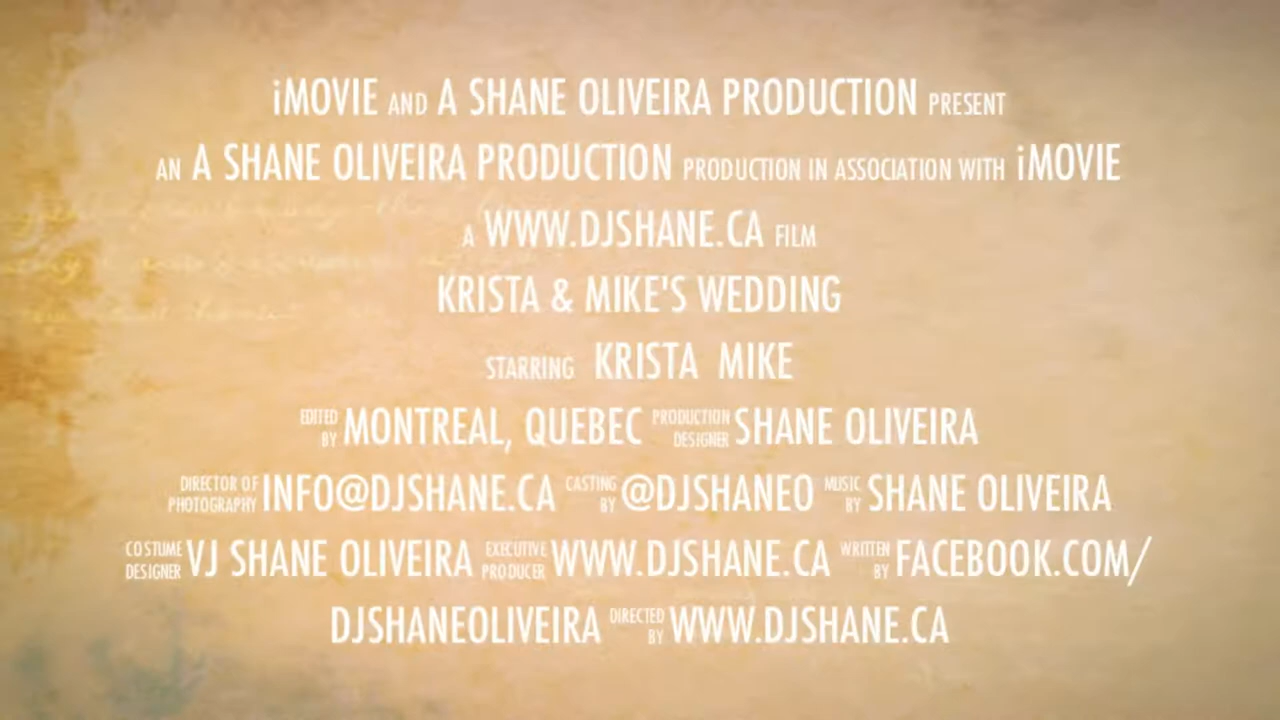 iMOVIE AND A SHANE OLIVEIRA PRODUCTION PRESENT
AN A SHANE OLIVEIRA PRODUCTION PRODUCTION IN ASSOCIATION WITH iMOVIE
A WWW.DJSHANE.CA FILM
KRISTA & MIKE'S WEDDING
STARRING KRISTA MIKE
EDITED BY MONTREAL, QUEBEC PRODUCTION DESIGNER SHANE OLIVEIRA
DIRECTOR OF PHOTOGRAPHY INFO@DJSHANE.CA CASTING BY @DJSHANEO MUSIC BY SHANE OLIVEIRA
COSTUME DESIGNER VJ SHANE OLIVEIRA EXECUTIVE PRODUCER WWW.DJSHANE.CA WRITTEN BY FACEBOOK.COM/
DJSHANEOLIVEIRA DIRECTED BY WWW.DJSHANE.CA